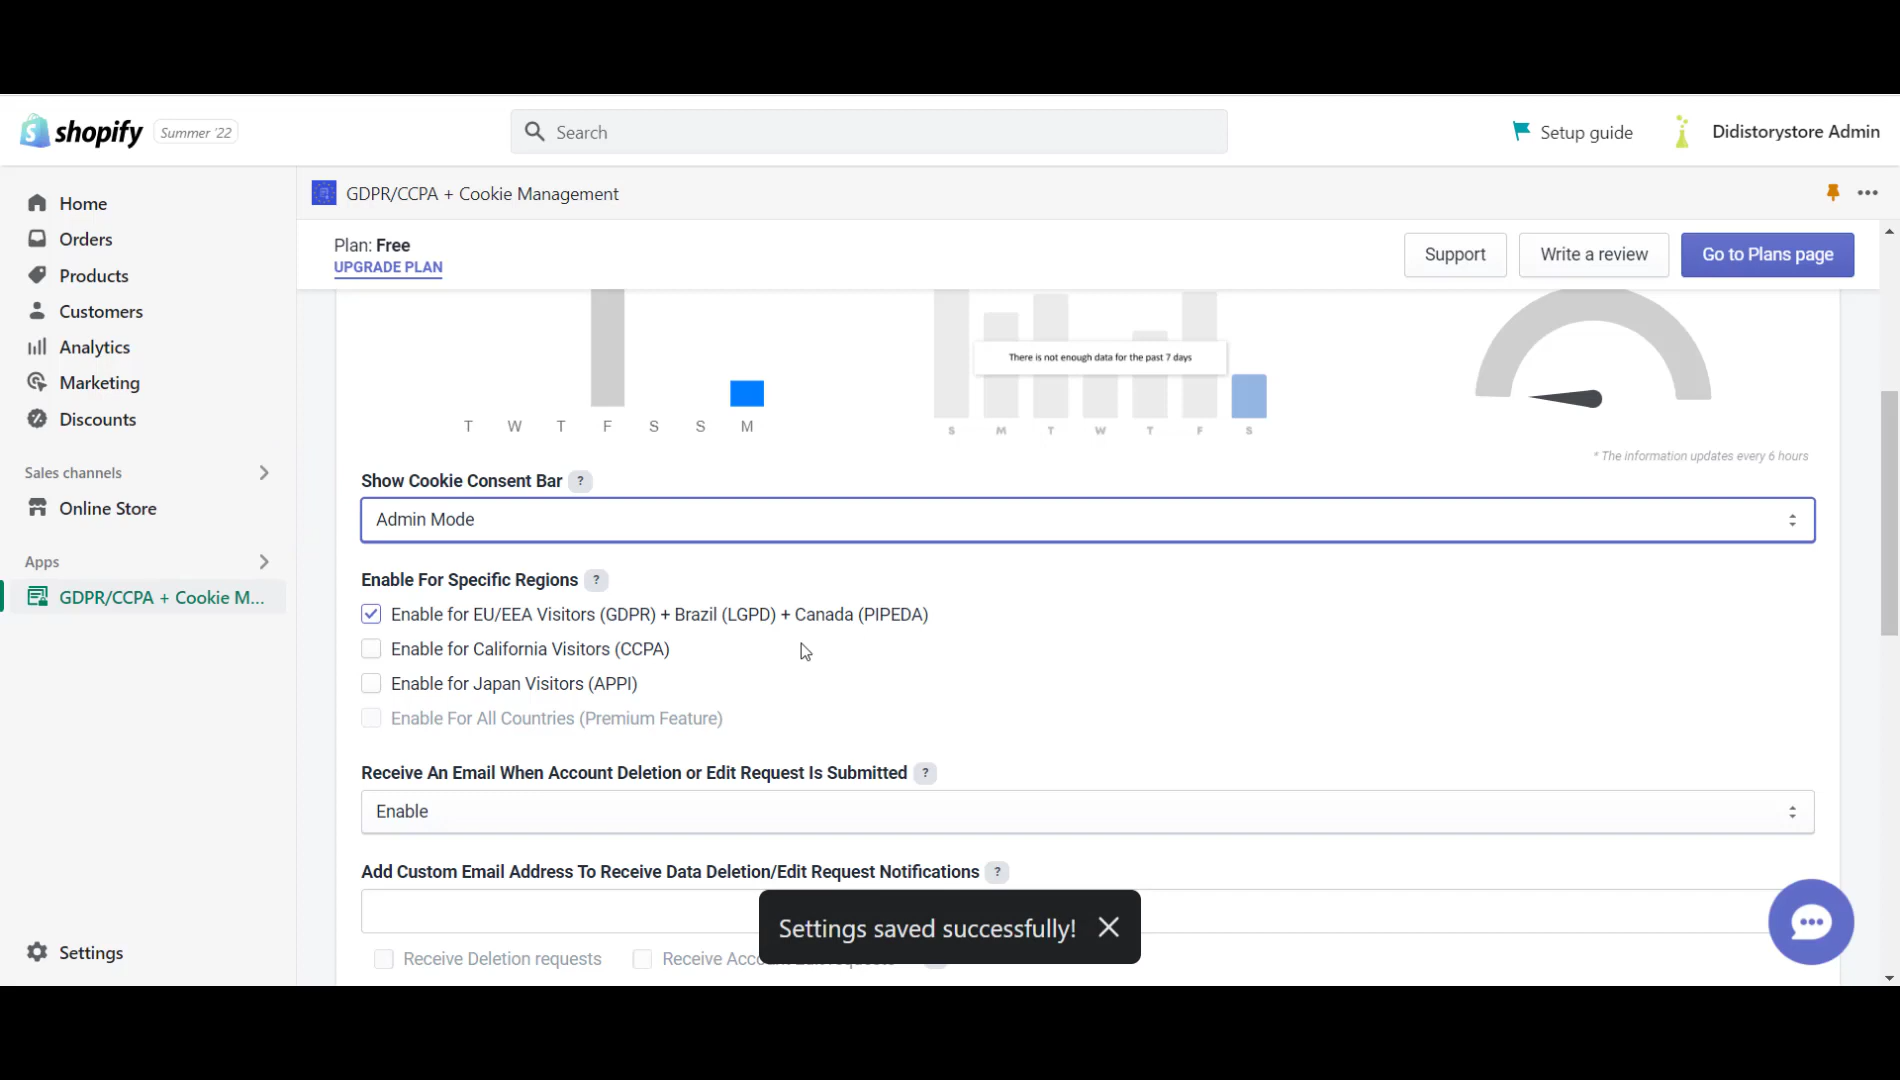 shopify Summer '22
Search
Setup guide
Didistorystore Admin
Home
Orders
Products
Customers
Analytics
Marketing
Discounts
Sales channels
Online Store
Apps
GDPR/CCPA + Cookie M...
Settings
GDPR/CCPA + Cookie Management
Plan: Free
UPGRADE PLAN
Support
Write a review
Go to Plans page
T W T F S S M
There is not enough data for the past 7 days
S M T W T F S
* The information updates every 6 hours
Show Cookie Consent Bar ?
Admin Mode
Enable For Specific Regions ?
Enable for EU/EEA Visitors (GDPR) + Brazil (LGPD) + Canada (PIPEDA)
Enable for California Visitors (CCPA)
Enable for Japan Visitors (APPI)
Enable For All Countries (Premium Feature)
Receive An Email When Account Deletion or Edit Request Is Submitted ?
Enable
Add Custom Email Address To Receive Data Deletion/Edit Request Notifications ?
Settings saved successfully!
Receive Deletion requests
Receive